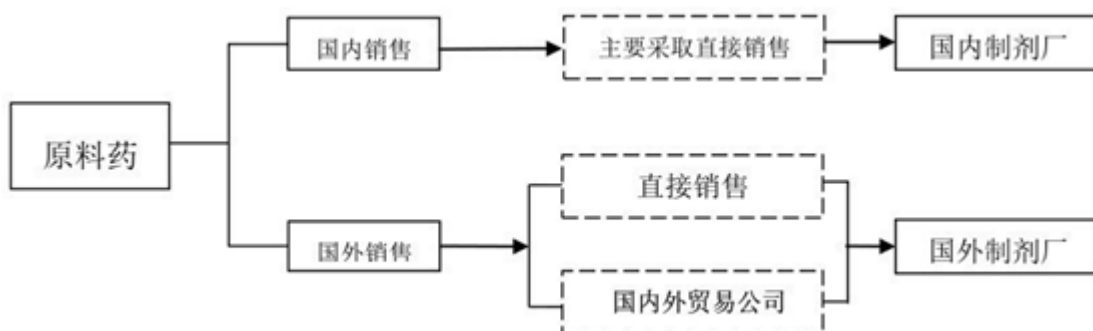 国内销售
主要采取直接销售
国内制剂厂
原料药
直接销售
国外销售
国外制剂厂
国内外贸易公司